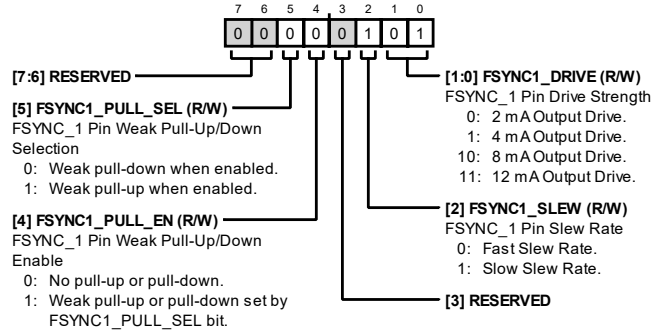 7 6 5 4 3 2 1 0
0 0 0 0 0 1 0 1
[7:6] RESERVED
[5] FSYNC1_PULL_SEL (R/W)
FSYNC_1 Pin Weak Pull-Up/Down
Selection
0: Weak pull-down when enabled.
1: Weak pull-up when enabled.
[4] FSYNC1_PULL_EN (R/W)
FSYNC_1 Pin Weak Pull-Up/Down
Enable
0: No pull-up or pull-down.
1: Weak pull-up or pull-down set by
FSYNC1_PULL_SEL bit.
[1:0] FSYNC1_DRIVE (R/W)
FSYNC_1 Pin Drive Strength
0: 2 mA Output Drive.
1: 4 mA Output Drive.
10: 8 mA Output Drive.
11: 12 mA Output Drive.
[2] FSYNC1_SLEW (R/W)
FSYNC_1 Pin Slew Rate
0: Fast Slew Rate.
1: Slow Slew Rate.
[3] RESERVED